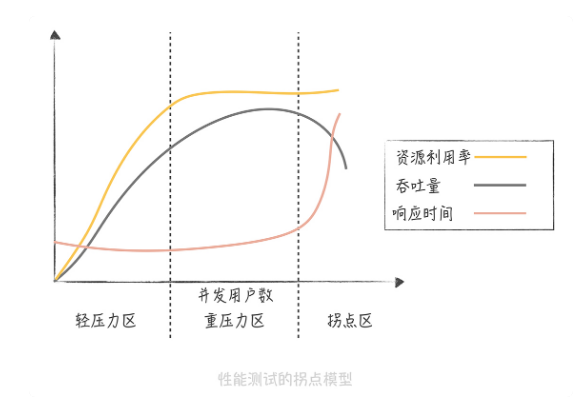 资源利用率
吞吐量
响应时间
并发用户数
轻压力区
重压力区
拐点区
性能测试的拐点模型